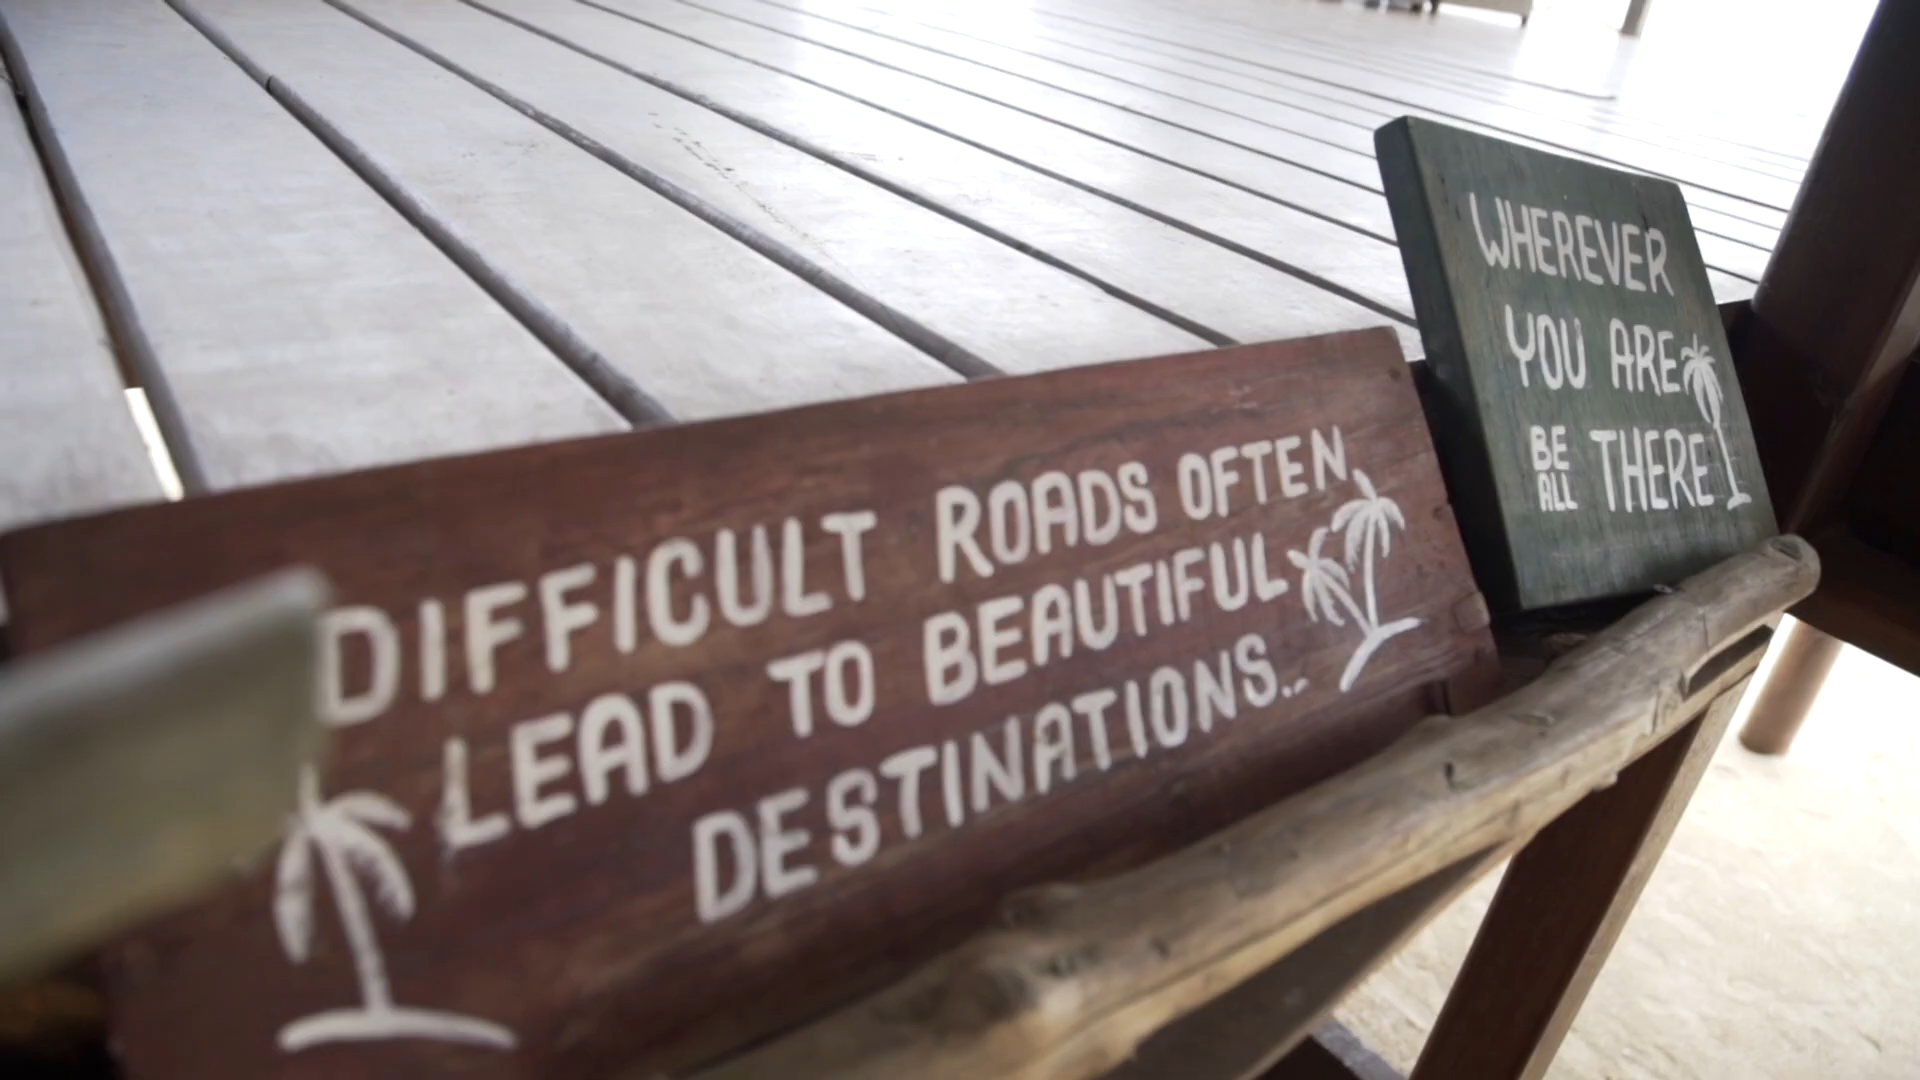 DIFFICULT ROADS OFTEN
LEAD TO BEAUTIFUL
DESTINATIONS..
WHEREVER
YOU ARE
BE ALL THERE